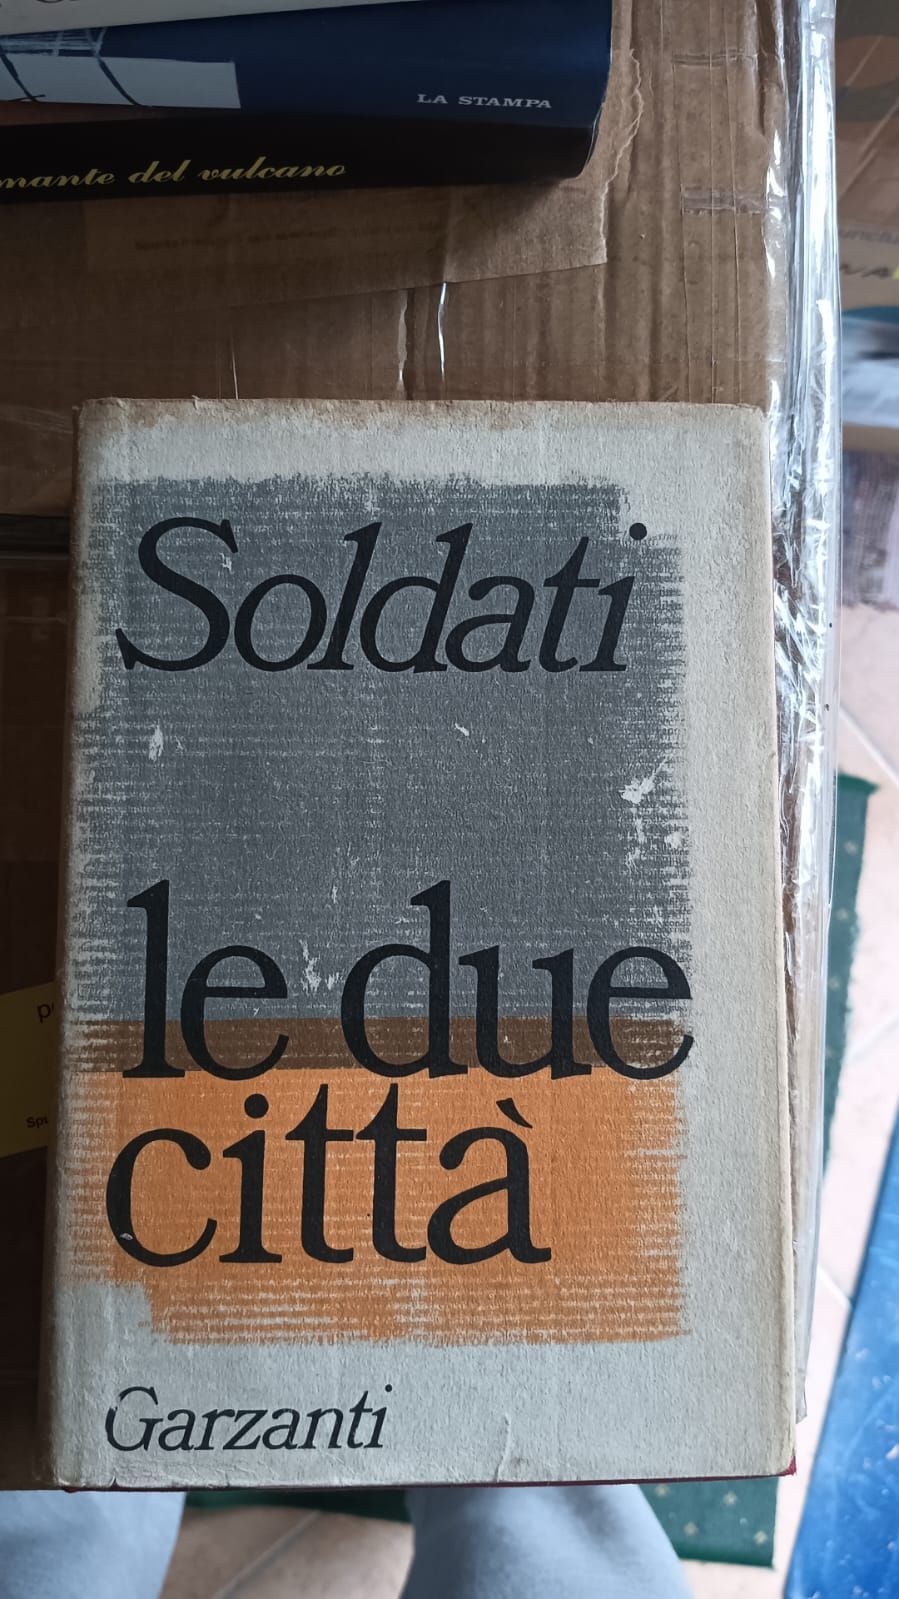 LA STAMPA
mante del vulcano
Soldati
le due
città
Garzanti